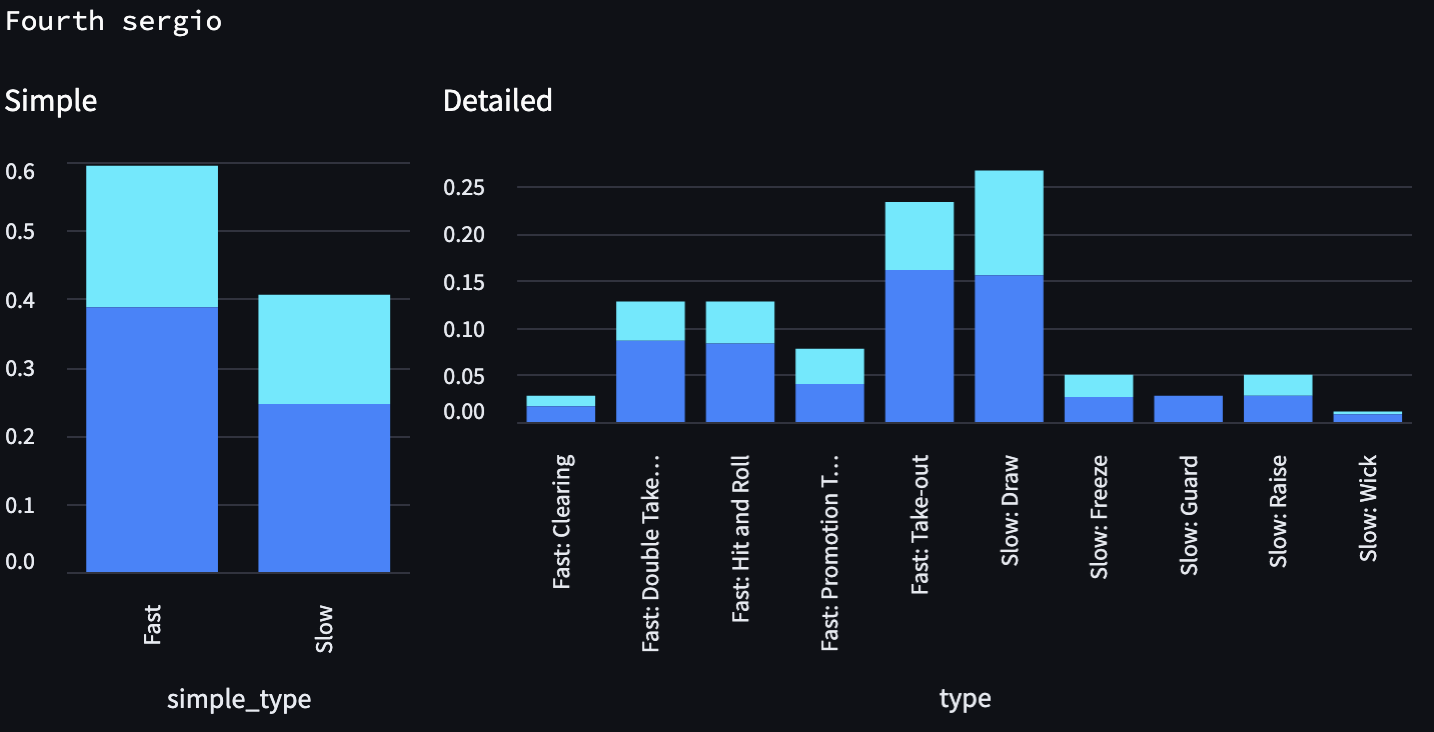 Fourth sergio
Simple
0.6
0.5
0.4
0.3
0.2
0.1
0.0
Fast
Slow
simple_type
Detailed
0.25
0.20
0.15
0.10
0.05
0.00
Fast: Clearing
Fast: Double Take...
Fast: Hit and Roll
Fast: Promotion T...
Fast: Take-out
Slow: Draw
Slow: Freeze
Slow: Guard
Slow: Raise
Slow: Wick
type